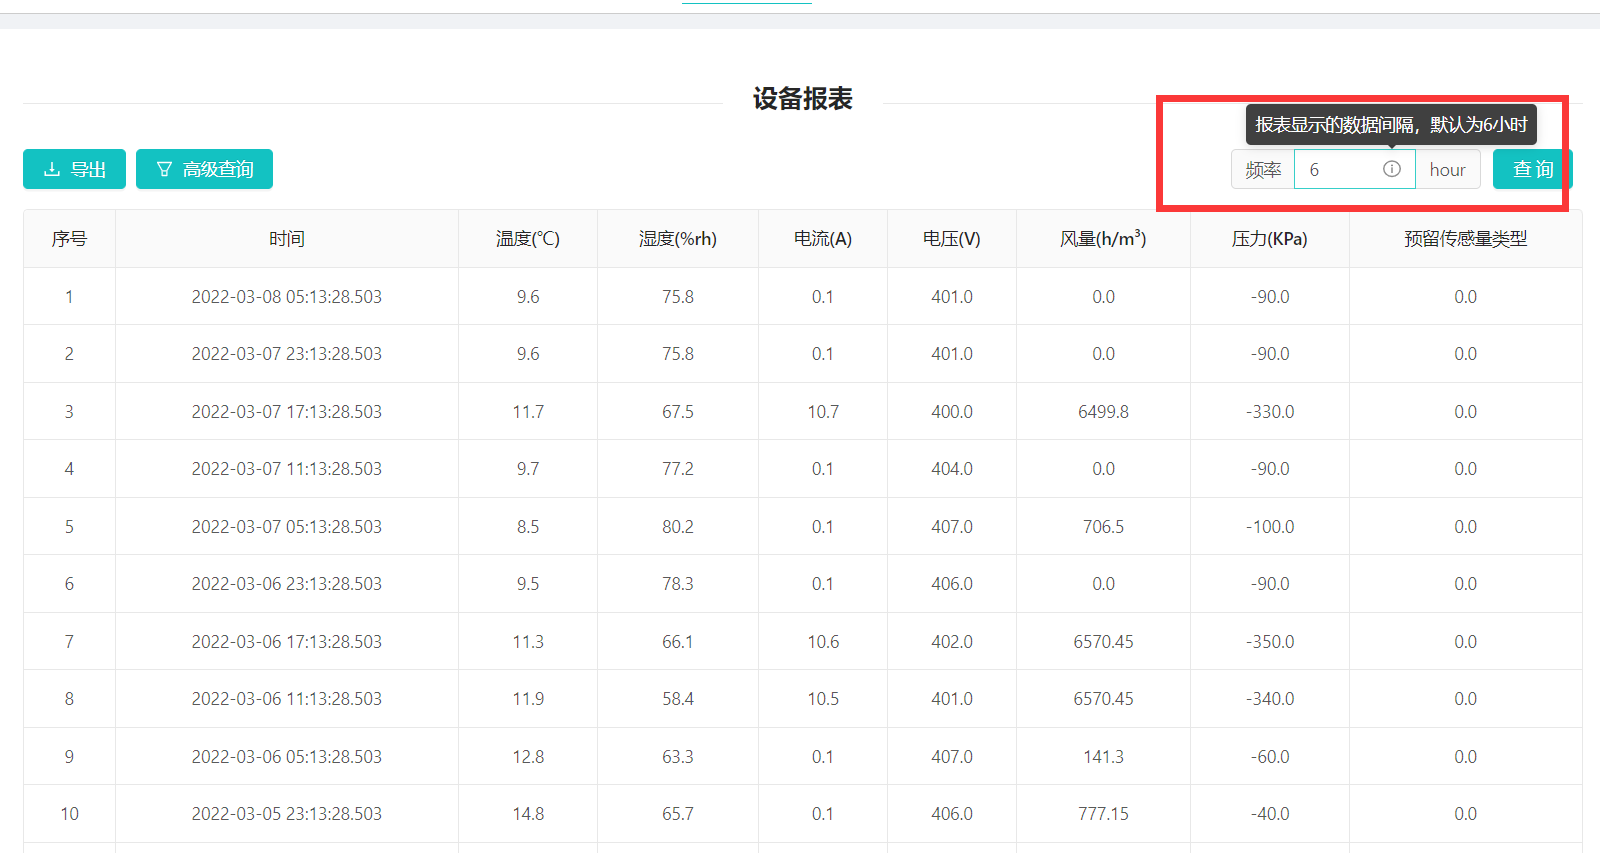 设备报表
报表显示的数据间隔，默认为6小时
导出 高级查询 频率 6 hour 查询
序号 时间 温度(℃) 湿度(%rh) 电流(A) 电压(V) 风量(h/m³) 压力(KPa) 预留传感量类型
1 2022-03-08 05:13:28.503 9.6 75.8 0.1 401.0 0.0 -90.0 0.0
2 2022-03-07 23:13:28.503 9.6 75.8 0.1 401.0 0.0 -90.0 0.0
3 2022-03-07 17:13:28.503 11.7 67.5 10.7 400.0 6499.8 -330.0 0.0
4 2022-03-07 11:13:28.503 9.7 77.2 0.1 404.0 0.0 -90.0 0.0
5 2022-03-07 05:13:28.503 8.5 80.2 0.1 407.0 706.5 -100.0 0.0
6 2022-03-06 23:13:28.503 9.5 78.3 0.1 406.0 0.0 -90.0 0.0
7 2022-03-06 17:13:28.503 11.3 66.1 10.6 402.0 6570.45 -350.0 0.0
8 2022-03-06 11:13:28.503 11.9 58.4 10.5 401.0 6570.45 -340.0 0.0
9 2022-03-06 05:13:28.503 12.8 63.3 0.1 407.0 141.3 -60.0 0.0
10 2022-03-05 23:13:28.503 14.8 65.7 0.1 406.0 777.15 -40.0 0.0